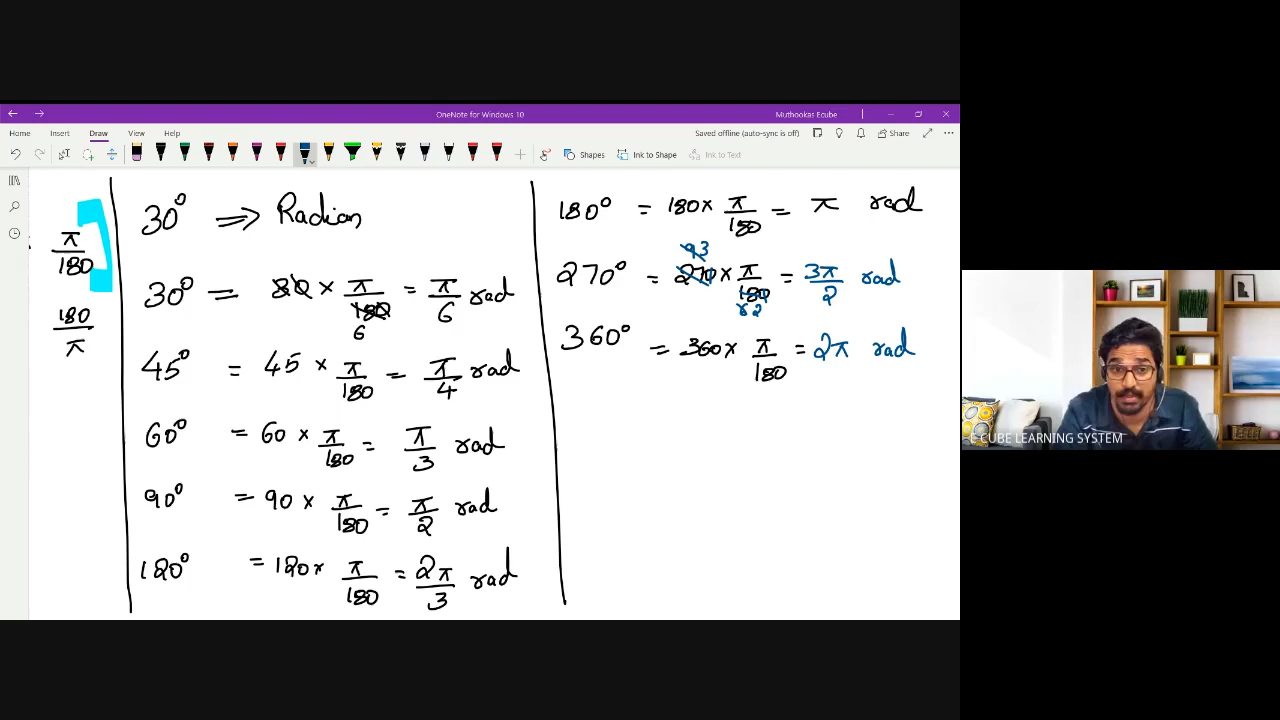 OneNote for Windows 10
Muthookas Ecube
Home Insert Draw View Help
Saved offline (auto-sync is off)
Share
Shapes
Ink to Shape
Ink to Text
π/180
180/π
30° ⇒ Radian
30° = 30 × π/180 6 = π/6 rad
45° = 45 × π/180 = π/4 rad
60° = 60 × π/180 = π/3 rad
90° = 90 × π/180 = π/2 rad
120° = 120 × π/180 = 2π/3 rad
180° = 180 × π/180 = π rad
270° = 270 × π/180 = 3π/2 rad
360° = 360 × π/180 = 2π rad
E CUBE LEARNING SYSTEM